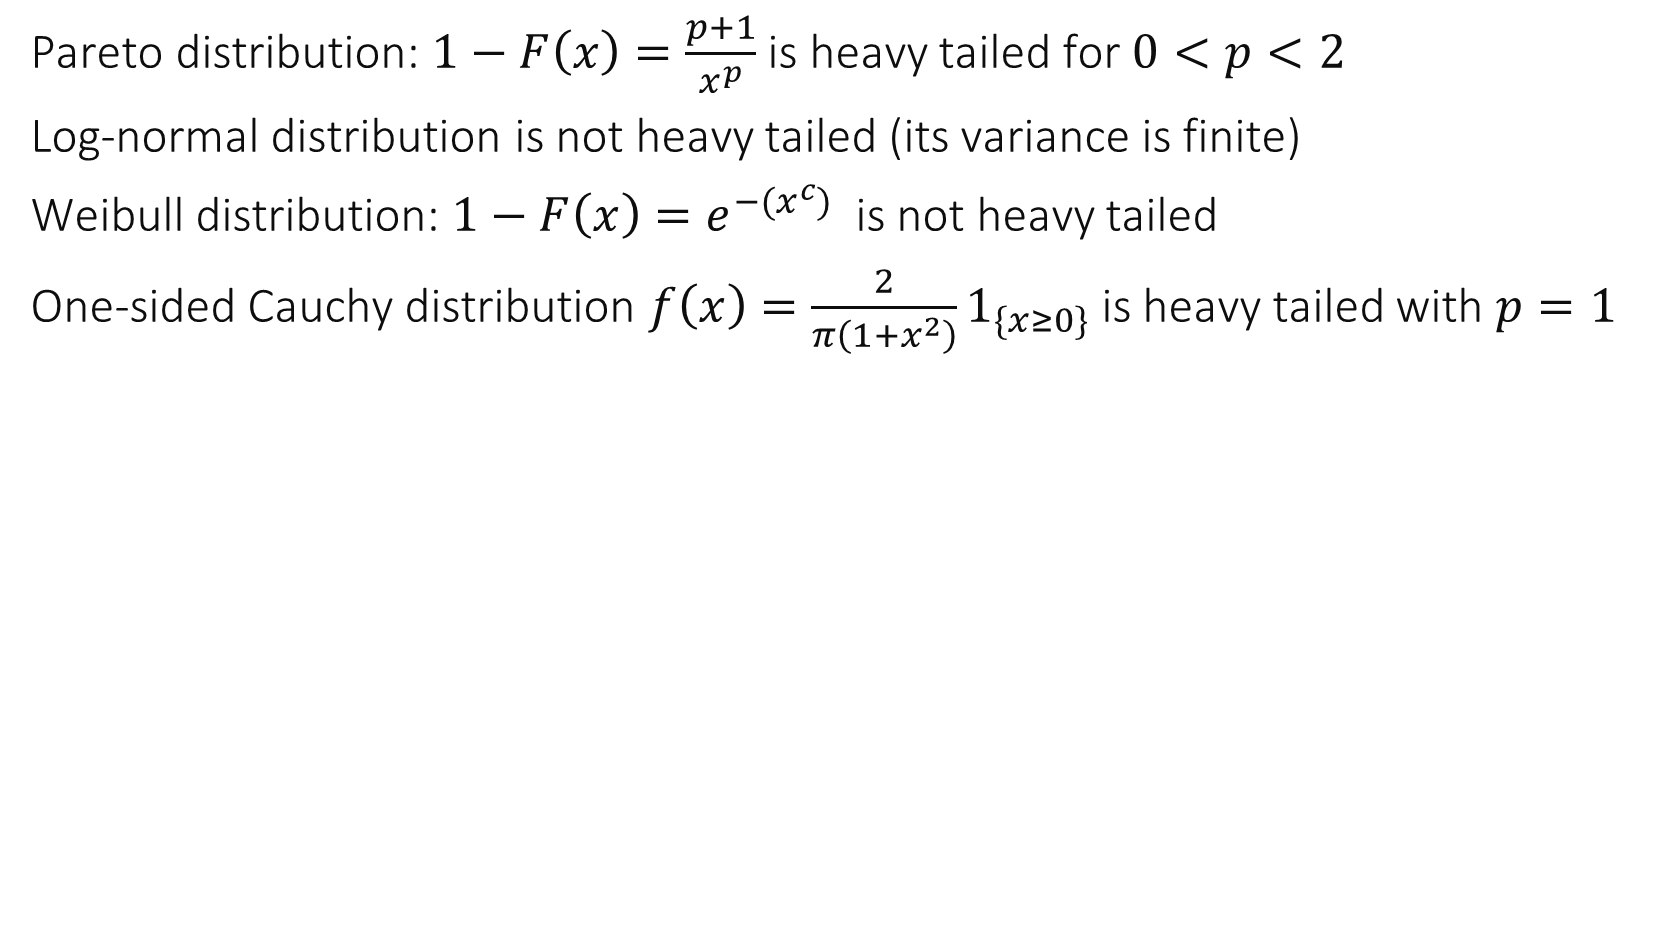 Pareto distribution: 1 − F(x) = \frac{p+1}{x^p} is heavy tailed for 0 < p < 2
Log-normal distribution is not heavy tailed (its variance is finite)
Weibull distribution: 1 − F(x) = e^{−(x^c)} is not heavy tailed
One-sided Cauchy distribution f(x) = \frac{2}{π(1+x^2)} 1_{\{x≥0\}} is heavy tailed with p = 1